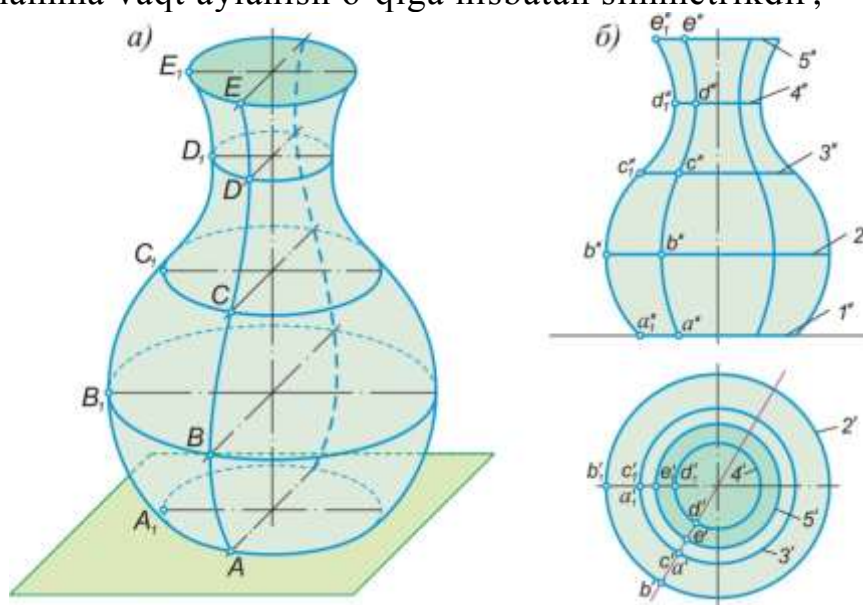 hamma vaqt aylanish o'qiga nisbatan simmetrikdir,
а)
E₁
E
D₁
D
C₁
C
B₁
B
A₁
A
б)
e₁″ e″
5″
d₁″ d″ 4″
c₁″ c″ 3″
b″ b″ 2
a₁″ a″ 1″
2′
b₁′ c₁′ e′ d₁′ 4′
a₁′
d′ 5′
e′
c′ a′ 3′
b′